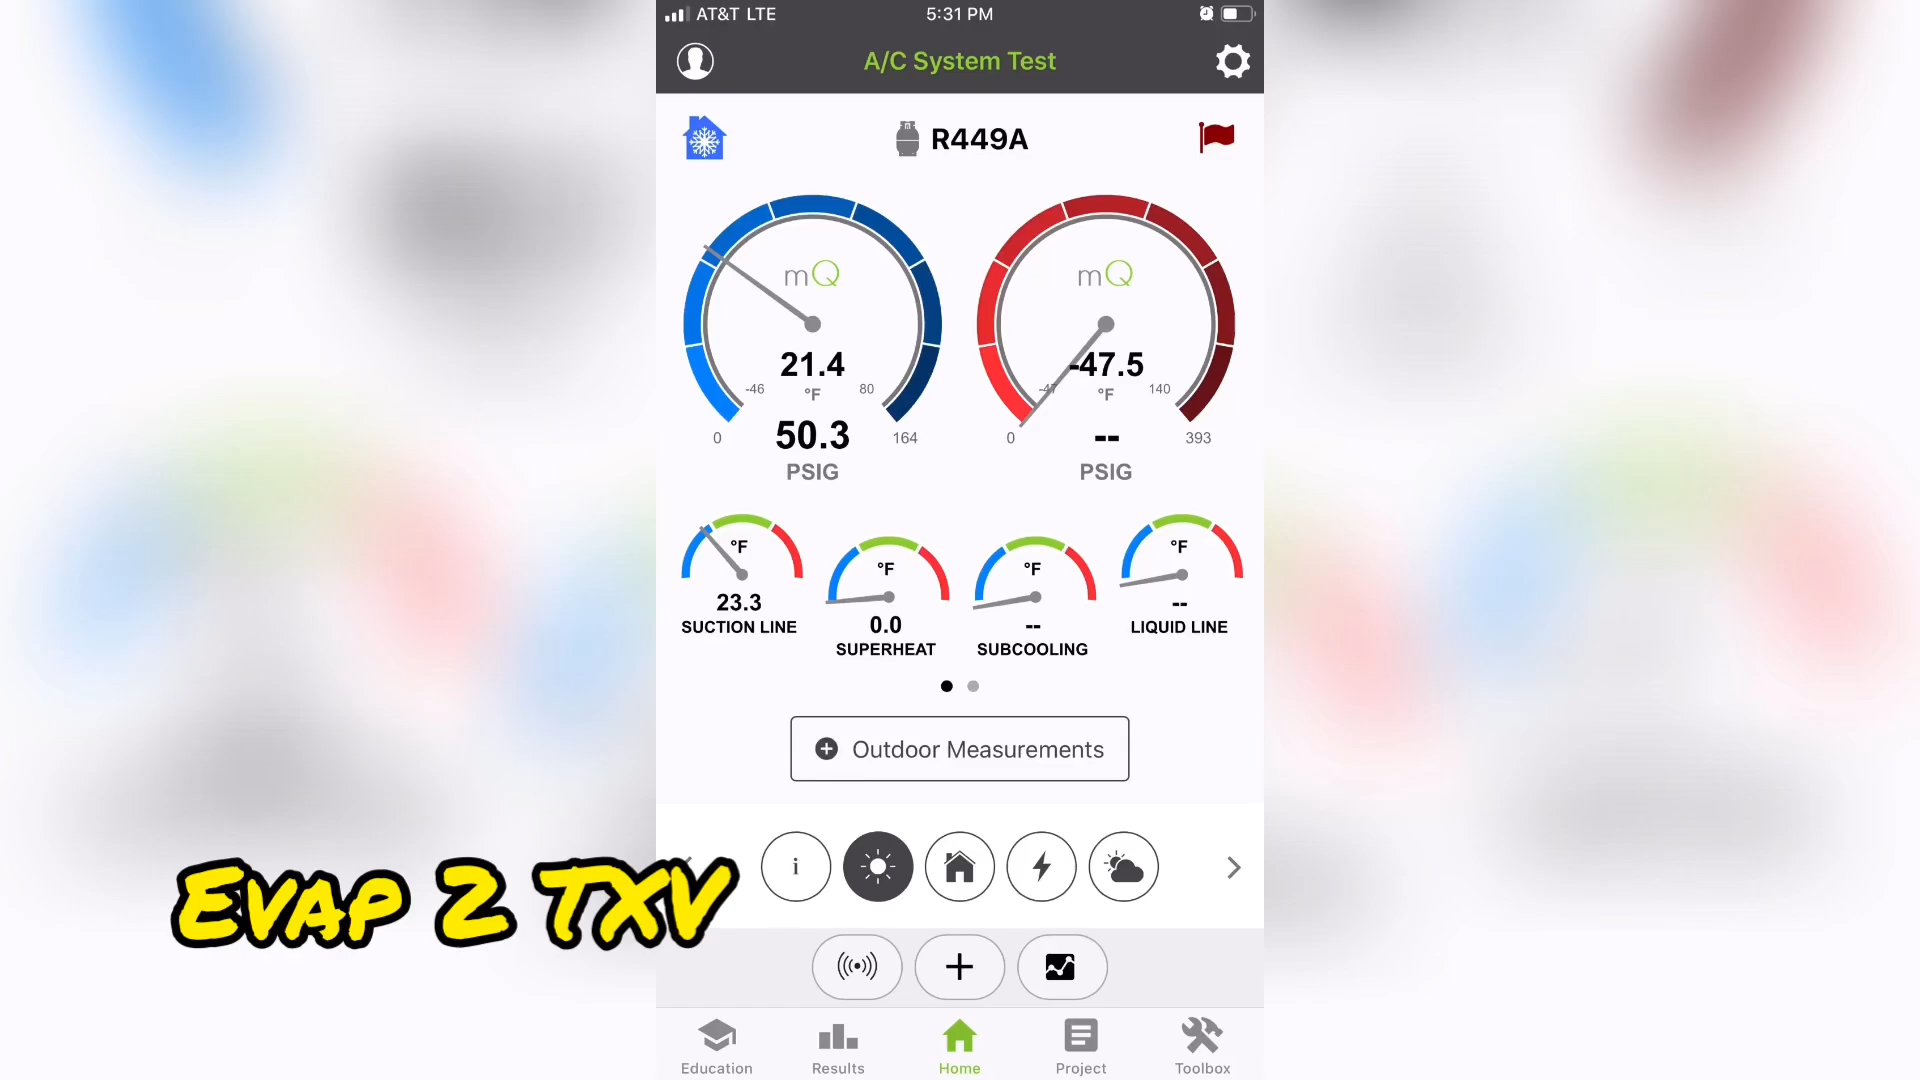 AT&T LTE 5:31 PM
A/C System Test
R449A
mQ mQ
21.4 -47.5
-46 °F 80 -47 °F 140
0 50.3 164 0 -- 393
PSIG PSIG
°F °F °F °F
23.3 0.0 -- --
SUCTION LINE SUPERHEAT SUBCOOLING LIQUID LINE
Outdoor Measurements
i
Evap 2 TXV
Education Results Home Project Toolbox